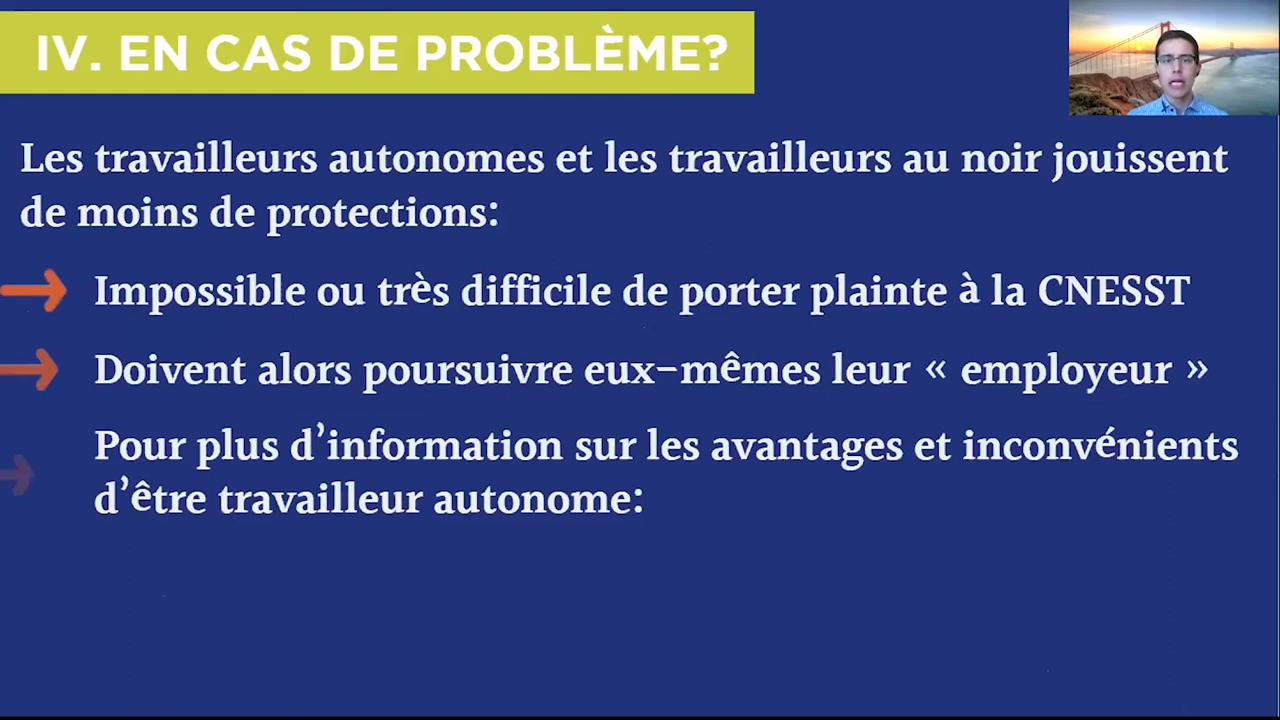 IV. EN CAS DE PROBLÈME?
Les travailleurs autonomes et les travailleurs au noir jouissent
de moins de protections:
Impossible ou très difficile de porter plainte à la CNESST
Doivent alors poursuivre eux-mêmes leur « employeur »
Pour plus d’information sur les avantages et inconvénients
d’être travailleur autonome: